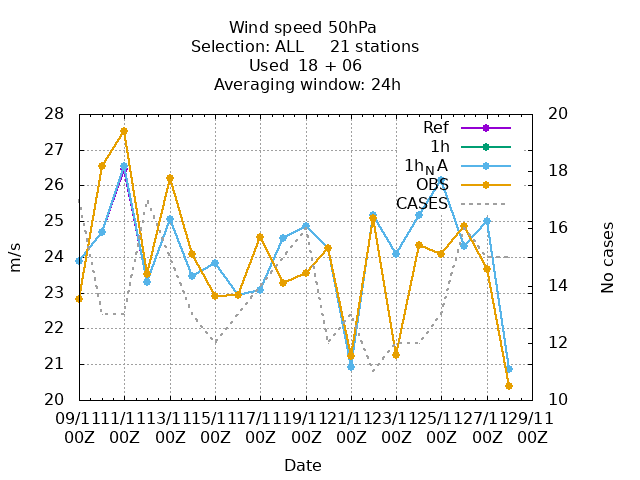 Wind speed 50hPa
Selection: ALL 21 stations
Used 18 + 06
Averaging window: 24h
28
27
26
25
24
23
22
21
20
m/s
20
18
16
14
12
10
No cases
Ref
1h
1h_N A
OBS
CASES
09/11 11/11 13/11 15/11 17/11 19/11 21/11 23/11 25/11 27/11 29/11
00Z 00Z 00Z 00Z 00Z 00Z 00Z 00Z 00Z 00Z 00Z
Date